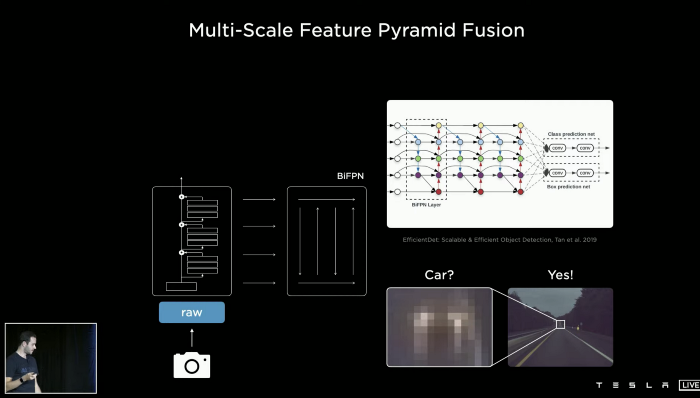 Multi-Scale Feature Pyramid Fusion
BiFPN
Class prediction net
conv conv
conv conv
Box prediction net
BiFPN Layer
EfficientDet: Scalable & Efficient Object Detection, Tan et al. 2019
Car? Yes!
raw
TESLA LIVE